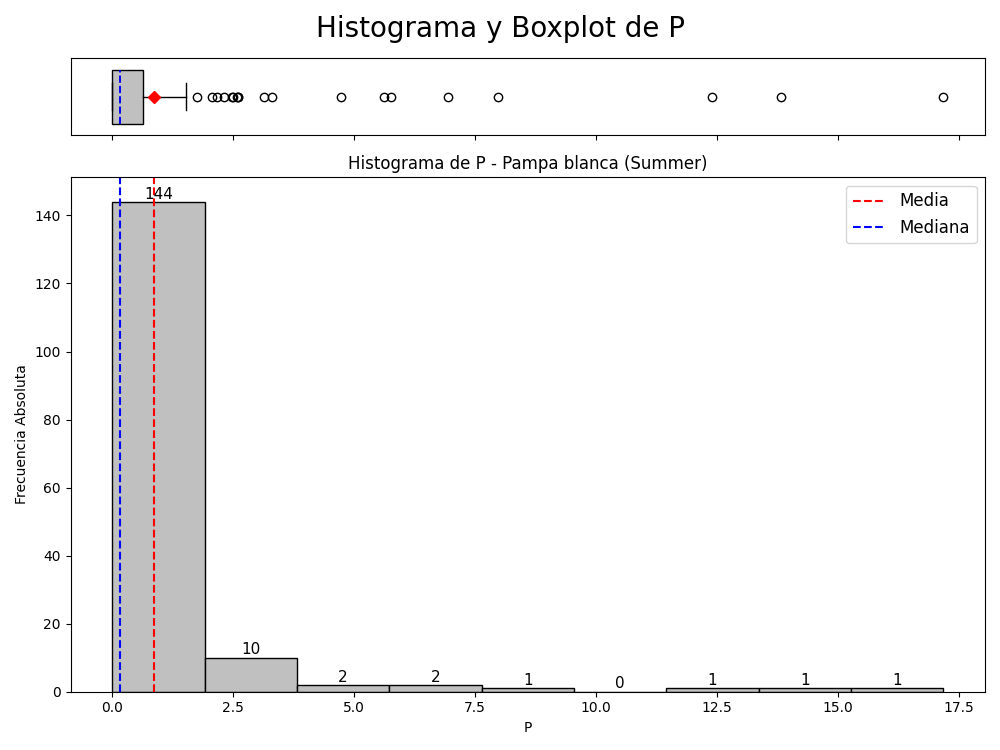 Histograma y Boxplot de P
Histograma de P - Pampa blanca (Summer)
Media
Mediana
144
10
2
2
1
0
1
1
1
140
120
100
80
60
40
20
0
Frecuencia Absoluta
0.0 2.5 5.0 7.5 10.0 12.5 15.0 17.5
P